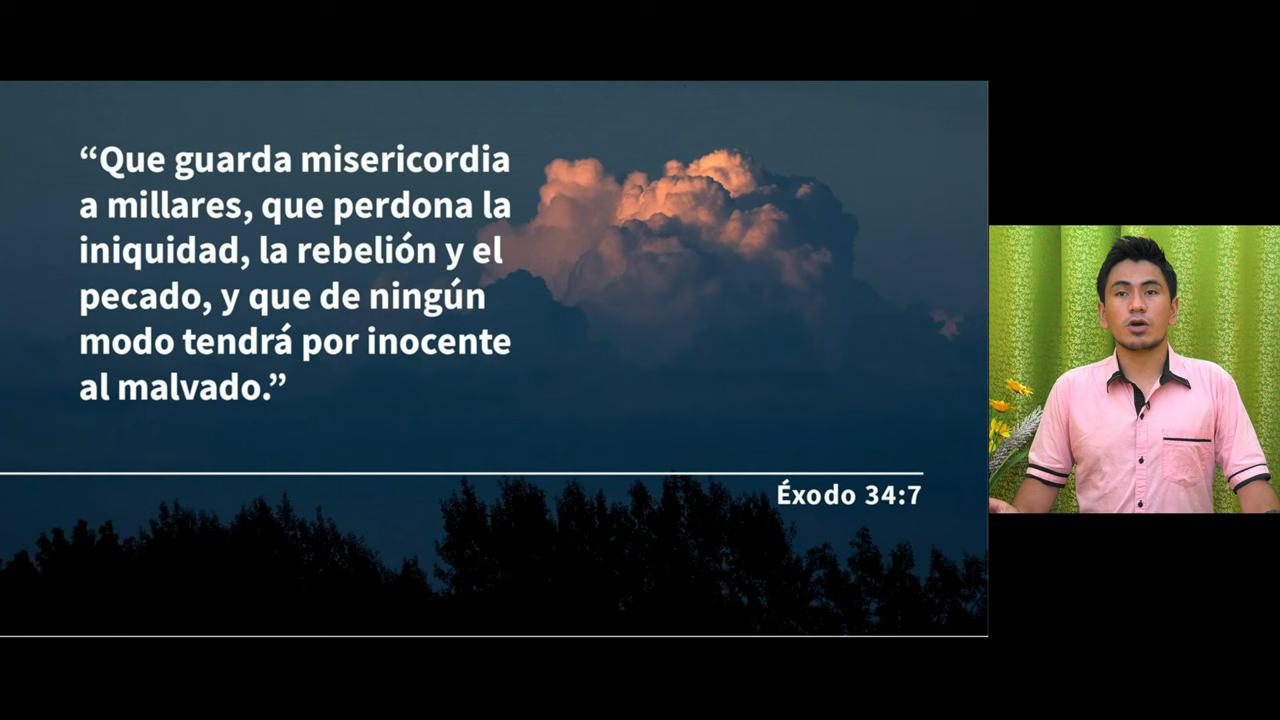 “Que guarda misericordia
a millares, que perdona la
iniquidad, la rebelión y el
pecado, y que de ningún
modo tendrá por inocente
al malvado.”
Éxodo 34:7